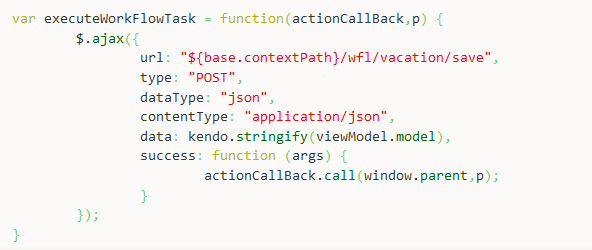 var executeWorkFlowTask = function(actionCallBack,p) {
        $.ajax({
                url: "${base.contextPath}/wfl/vacation/save",
                type: "POST",
                dataType: "json",
                contentType: "application/json",
                data: kendo.stringify(viewModel.model),
                success: function (args) {
                        actionCallBack.call(window.parent,p);
                }
        });
}